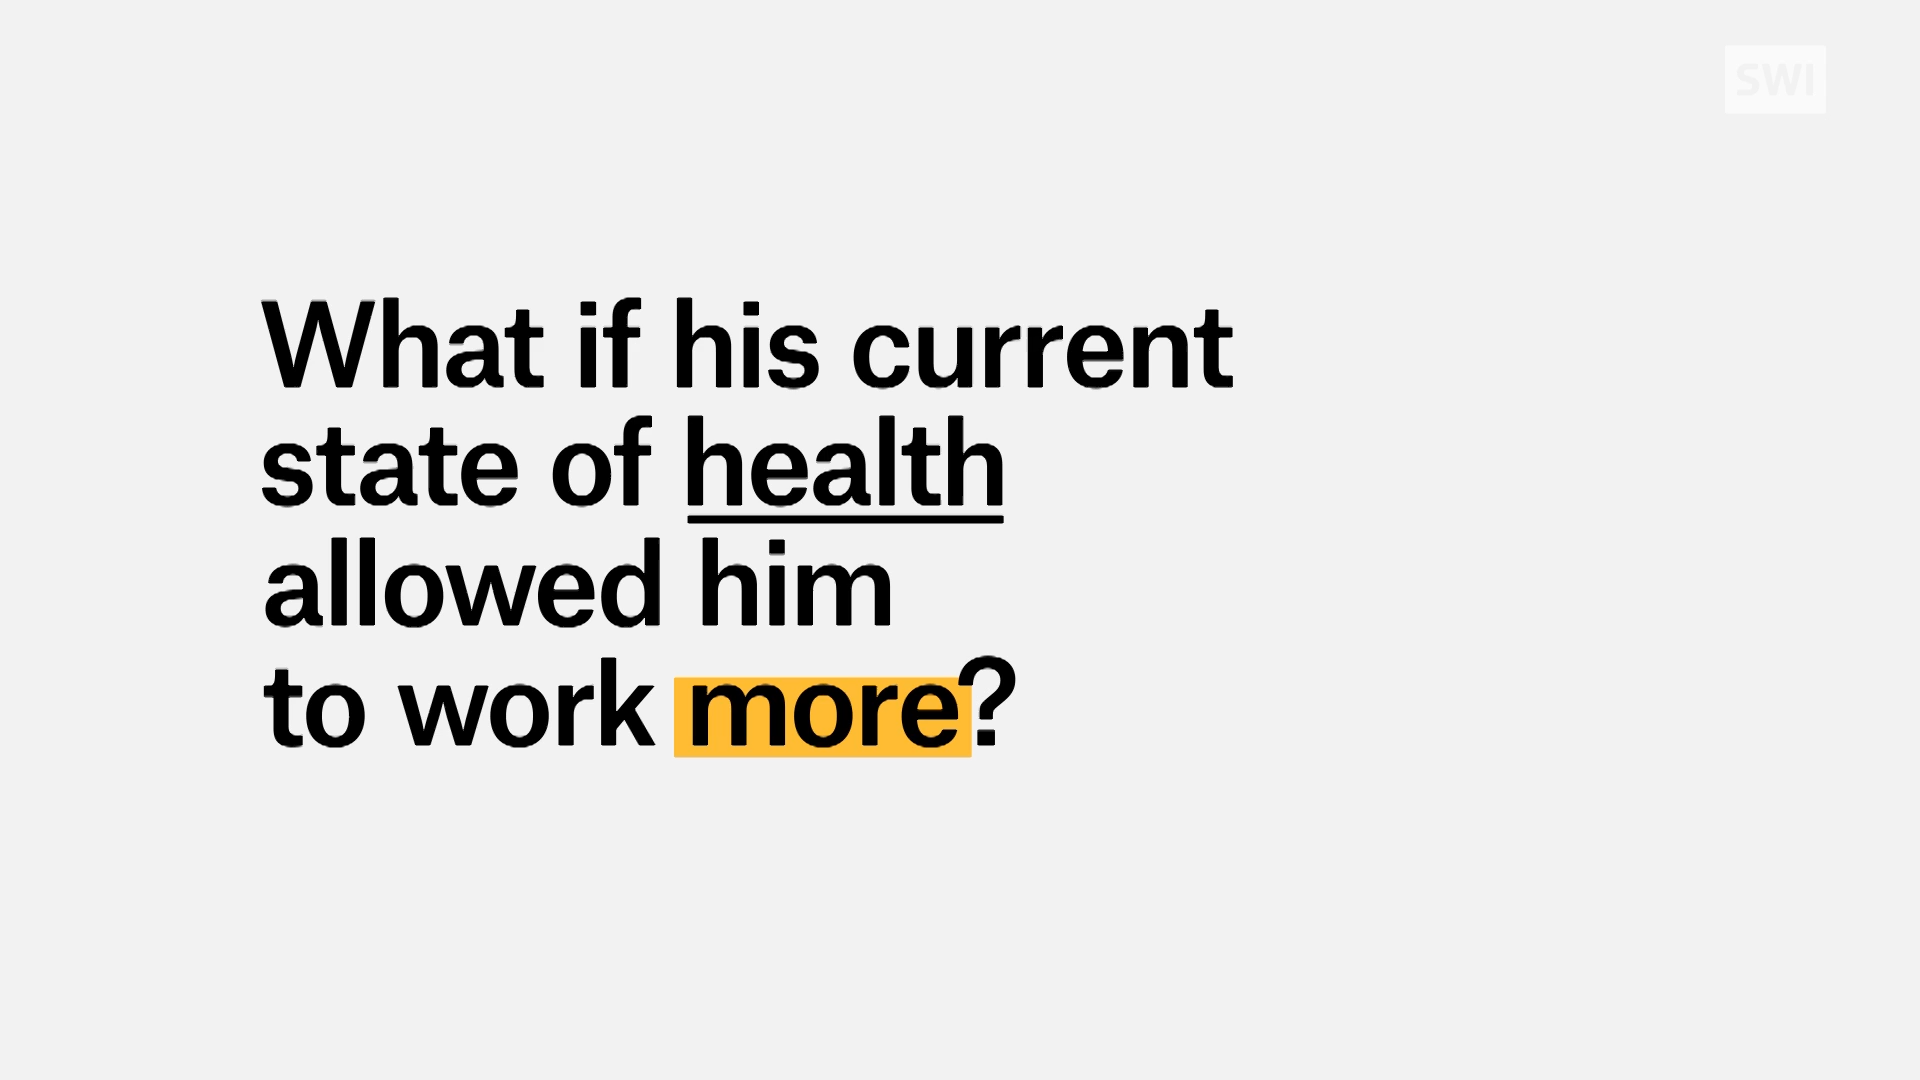 SWI
What if his current
state of health
allowed him
to work more?